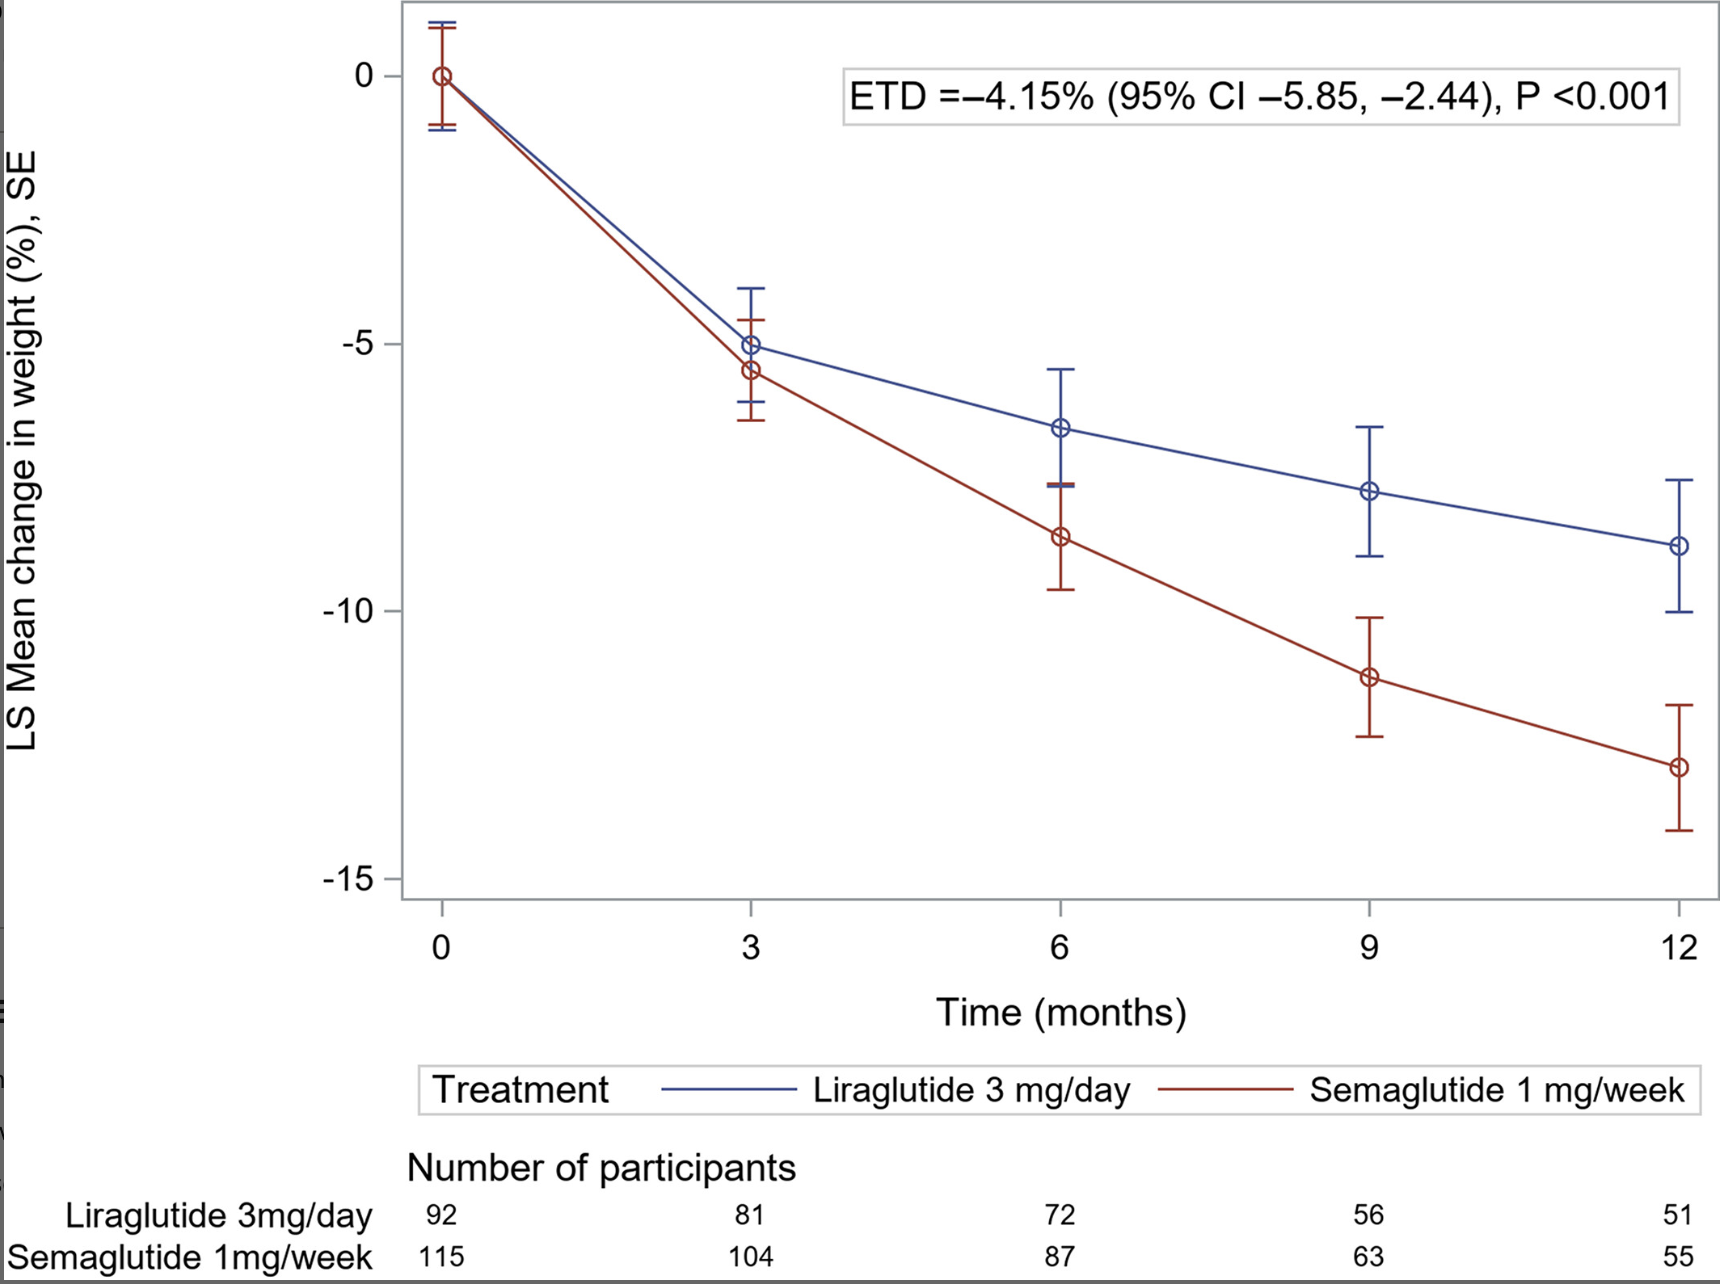 ETD =–4.15% (95% CI –5.85, –2.44), P <0.001
LS Mean change in weight (%), SE
0
-5
-10
-15
0 3 6 9 12
Time (months)
Treatment Liraglutide 3 mg/day Semaglutide 1 mg/week
Number of participants
Liraglutide 3mg/day 92 81 72 56 51
Semaglutide 1mg/week 115 104 87 63 55